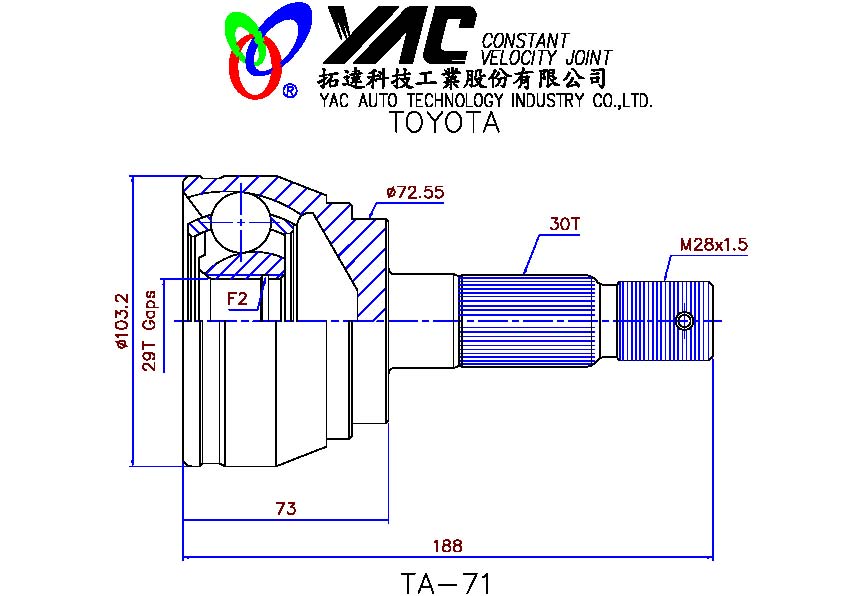 YAC CONSTANT
VELOCITY JOINT
®
拓達科技工業股份有限公司
YAC AUTO TECHNOLOGY INDUSTRY CO.,LTD.
TOYOTA
ø72.55
30T
M28x1.5
F2
ø103.2
29T Gaps
73
188
TA-71